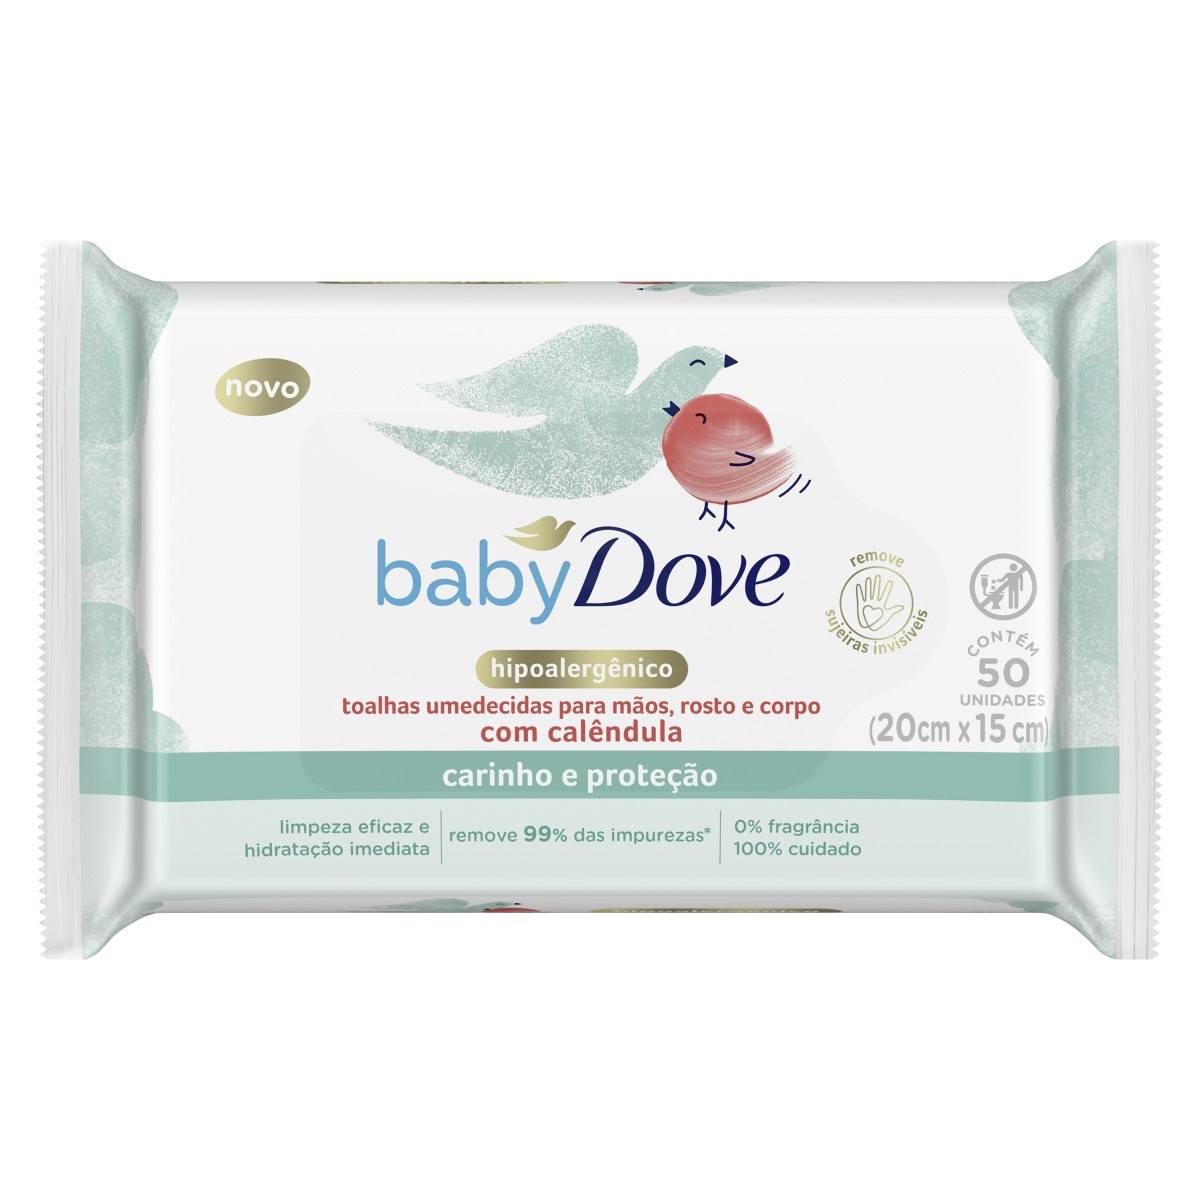 novo
baby Dove
remove
sujeiras invisíveis
hipoalergênico
CONTÉM
50
UNIDADES
(20cm x 15 cm)
toalhas umedecidas para mãos, rosto e corpo
com calêndula
carinho e proteção
limpeza eficaz e
hidratação imediata
remove 99% das impurezas*
0% fragrância
100% cuidado
hipoalergênico